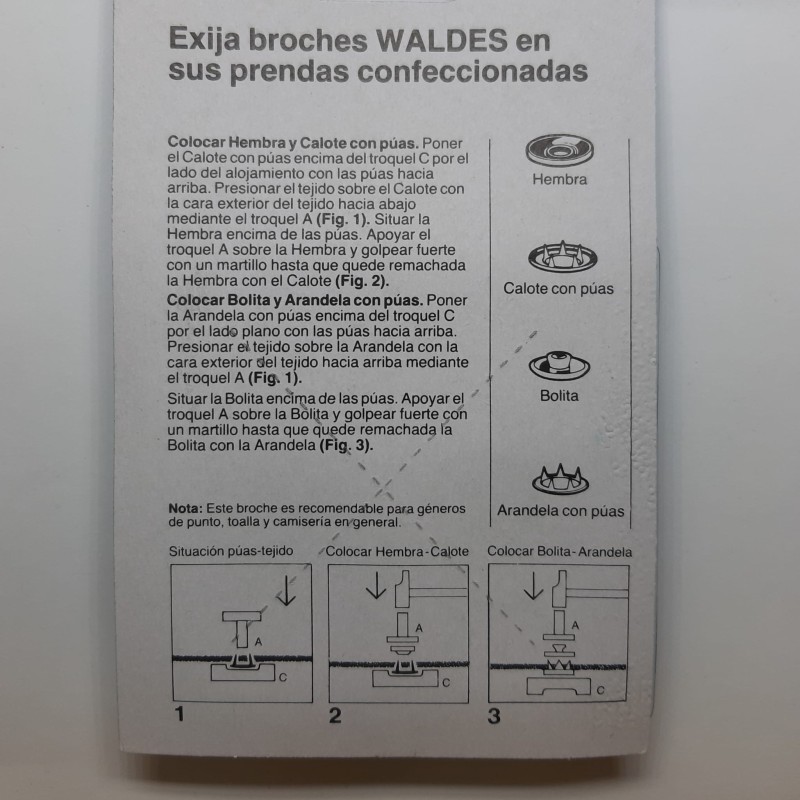 Exija broches WALDES en
sus prendas confeccionadas
Colocar Hembra y Calote con púas. Poner
el Calote con púas encima del troquel C por el
lado del alojamiento con las púas hacia
arriba. Presionar el tejido sobre el Calote con
la cara exterior del tejido hacia abajo
mediante el troquel A (Fig. 1). Situar la
Hembra encima de las púas. Apoyar el
troquel A sobre la Hembra y golpear fuerte
con un martillo hasta que quede remachada
la Hembra con el Calote (Fig. 2).
Colocar Bolita y Arandela con púas. Poner
la Arandela con púas encima del troquel C
por el lado plano con las púas hacia arriba.
Presionar el tejido sobre la Arandela con la
cara exterior del tejido hacia arriba mediante
el troquel A (Fig. 1).
Situar la Bolita encima de las púas. Apoyar el
troquel A sobre la Bolita y golpear fuerte con
un martillo hasta que quede remachada la
Bolita con la Arandela (Fig. 3).
Nota: Este broche es recomendable para géneros
de punto, toalla y camisería en general.
Hembra
Calote con púas
Bolita
Arandela con púas
Situación púas-tejido
A
C
1
Colocar Hembra-Calote
A
C
2
Colocar Bolita-Arandela
A
C
3